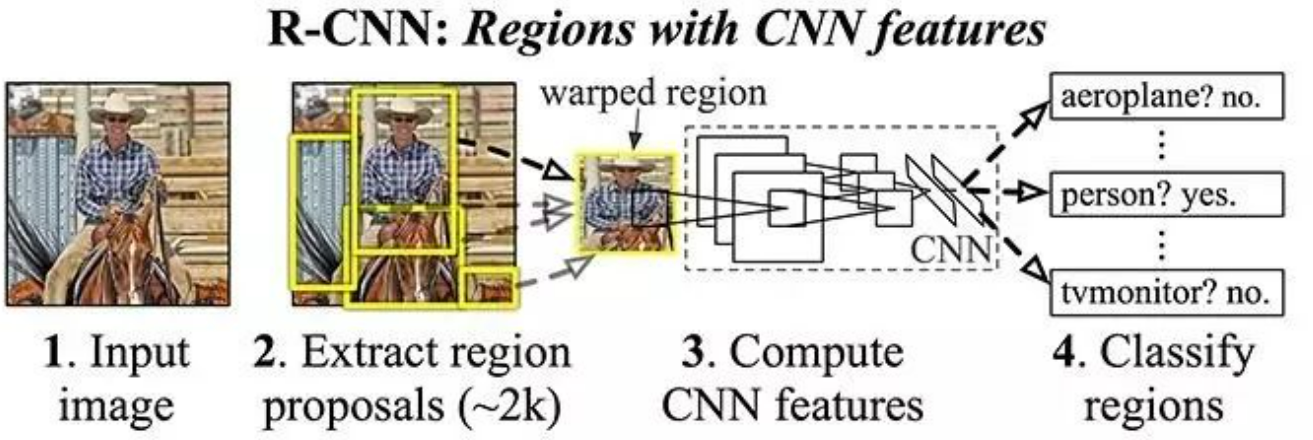 R-CNN: Regions with CNN features
warped region
aeroplane? no.
person? yes.
CNN
tvmonitor? no.
1. Input
image
2. Extract region
proposals (~2k)
3. Compute
CNN features
4. Classify
regions